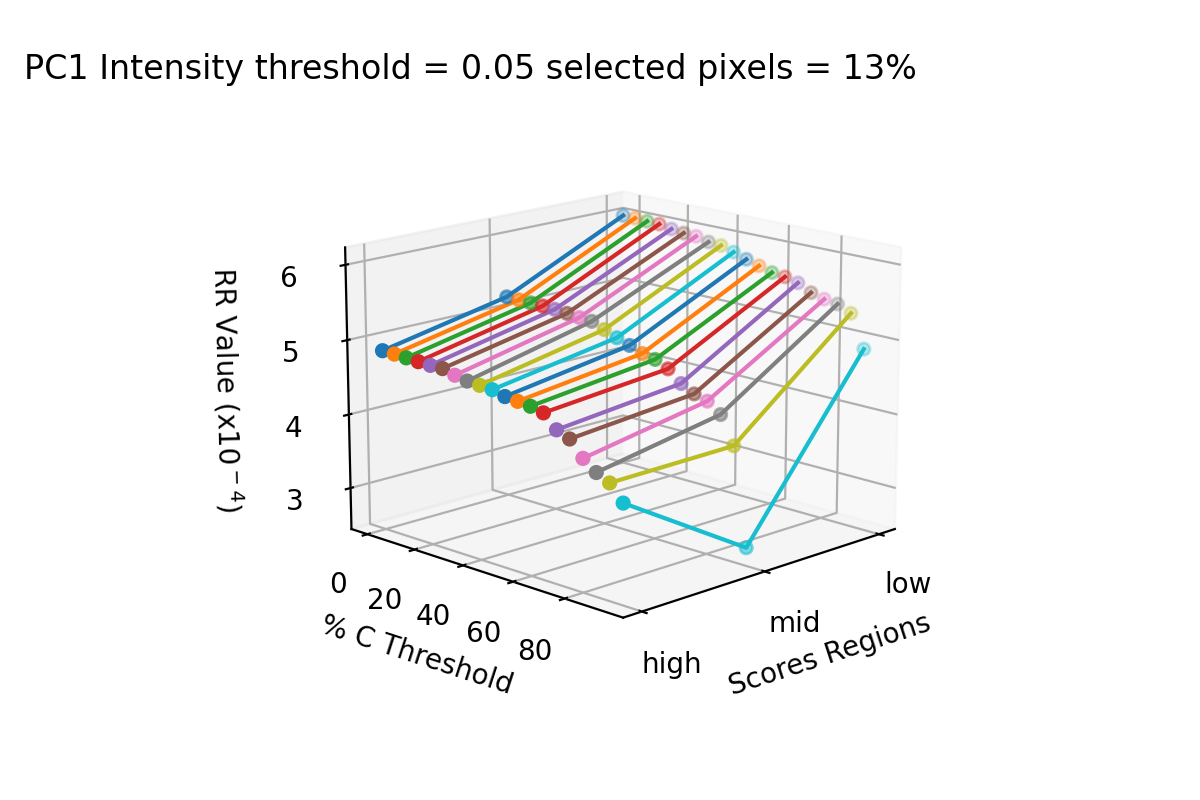 PC1 Intensity threshold = 0.05 selected pixels = 13%
RR Value (x10⁻⁴)
6
5
4
3
0
20
40
60
80
% C Threshold
high
mid
low
Scores Regions